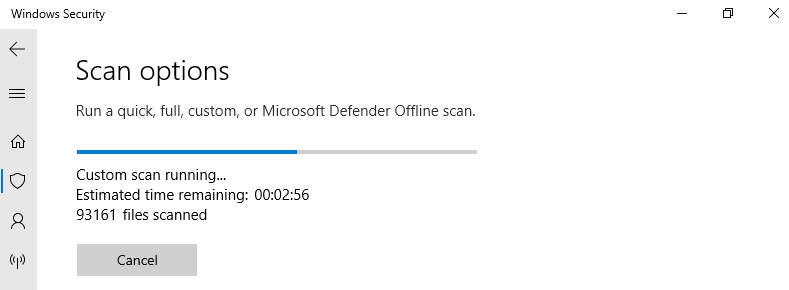 Windows Security
Scan options
Run a quick, full, custom, or Microsoft Defender Offline scan.
Custom scan running...
Estimated time remaining: 00:02:56
93161 files scanned
Cancel